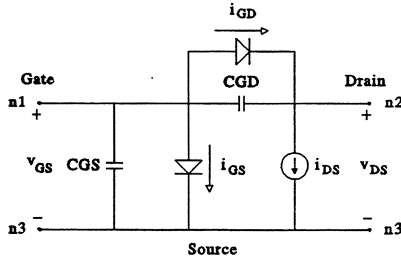 iGD
Gate CGD Drain
n1 n2
+ +
vGS CGS iGS iDS vDS
− −
n3 n3
Source